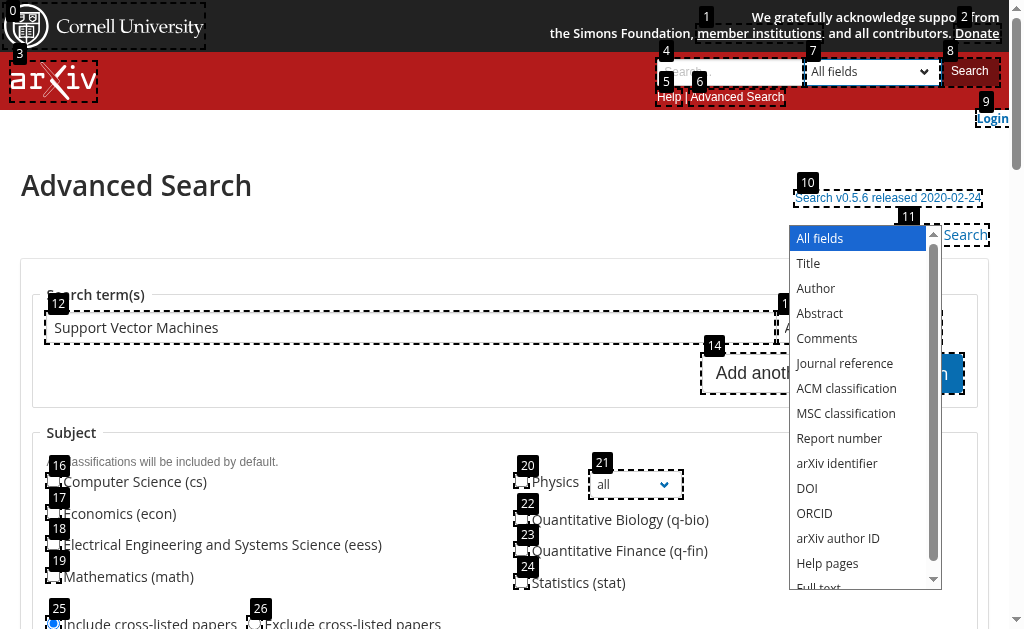 0
Cornell University
1
2
We gratefully acknowledge suppo from
the Simons Foundation, member institutions, and all contributors. Donate
3
arXiv
4
7
8
Search...
All fields
Search
5
6
Help | Advanced Search
9
Login
Advanced Search
10
Search v0.5.6 released 2020-02-24
11
Search
All fields
Title
Author
Abstract
Comments
Journal reference
ACM classification
MSC classification
Report number
arXiv identifier
DOI
ORCID
arXiv author ID
Help pages
Full text
Search term(s)
12
Support Vector Machines
14
Add anoth
Subject
classifications will be included by default.
16
Computer Science (cs)
17
Economics (econ)
18
Electrical Engineering and Systems Science (eess)
19
Mathematics (math)
20
Physics
21
all
22
Quantitative Biology (q-bio)
23
Quantitative Finance (q-fin)
24
Statistics (stat)
25
Include cross-listed papers
26
Exclude cross-listed papers